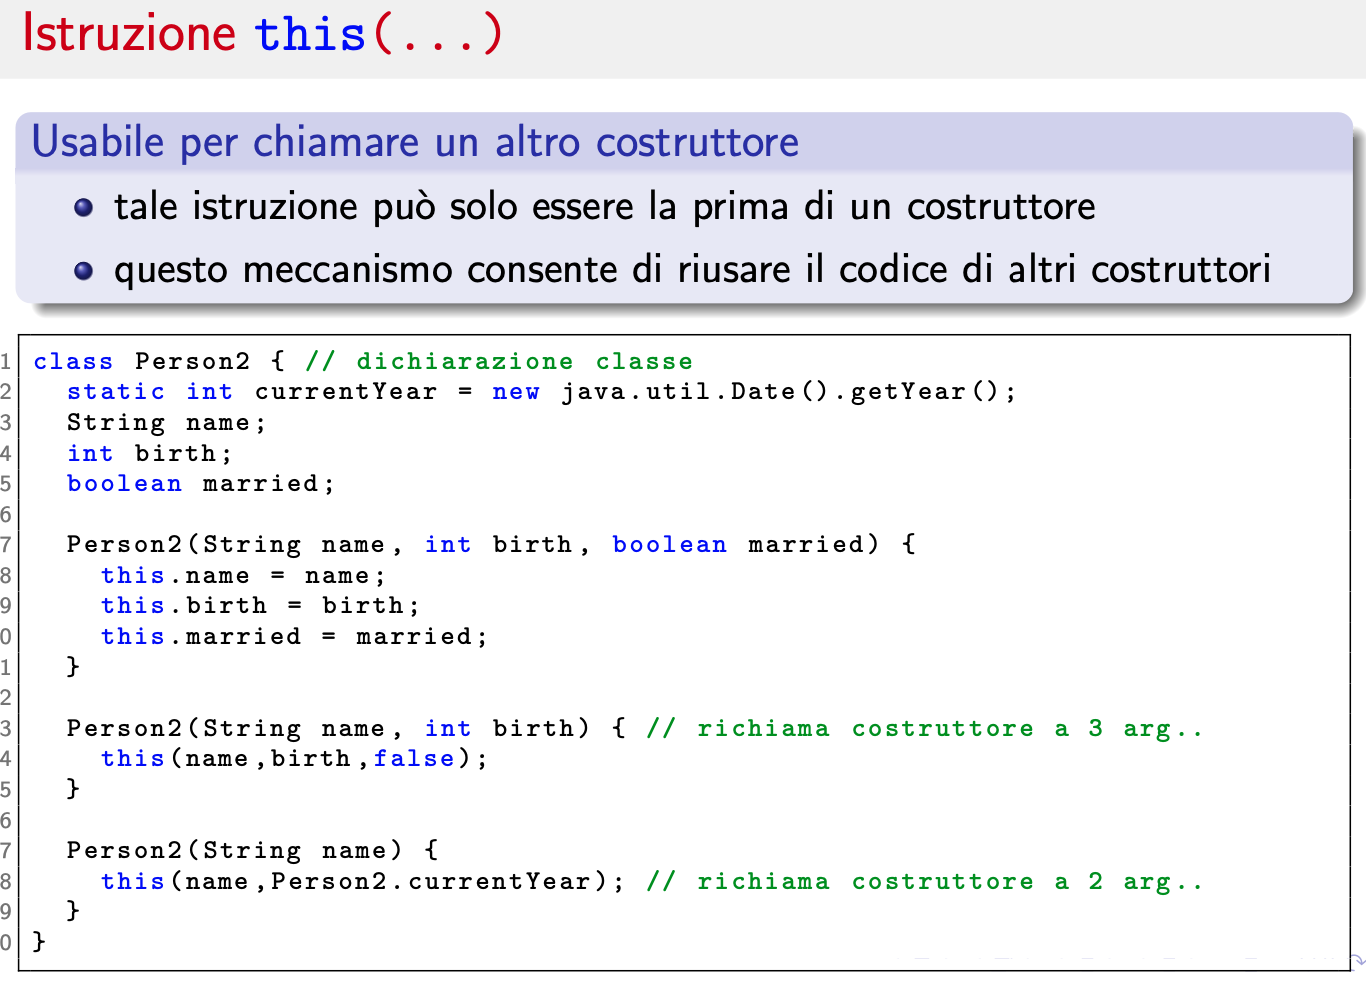 Istruzione this(...)
Usabile per chiamare un altro costruttore
tale istruzione può solo essere la prima di un costruttore
questo meccanismo consente di riusare il codice di altri costruttori
1 class Person2 { // dichiarazione classe
2   static int currentYear = new java.util.Date().getYear();
3   String name;
4   int birth;
5   boolean married;
6
7   Person2(String name, int birth, boolean married) {
8     this.name = name;
9     this.birth = birth;
0     this.married = married;
1   }
2
3   Person2(String name, int birth) { // richiama costruttore a 3 arg..
4     this(name,birth,false);
5   }
6
7   Person2(String name) {
8     this(name,Person2.currentYear); // richiama costruttore a 2 arg..
9   }
0 }